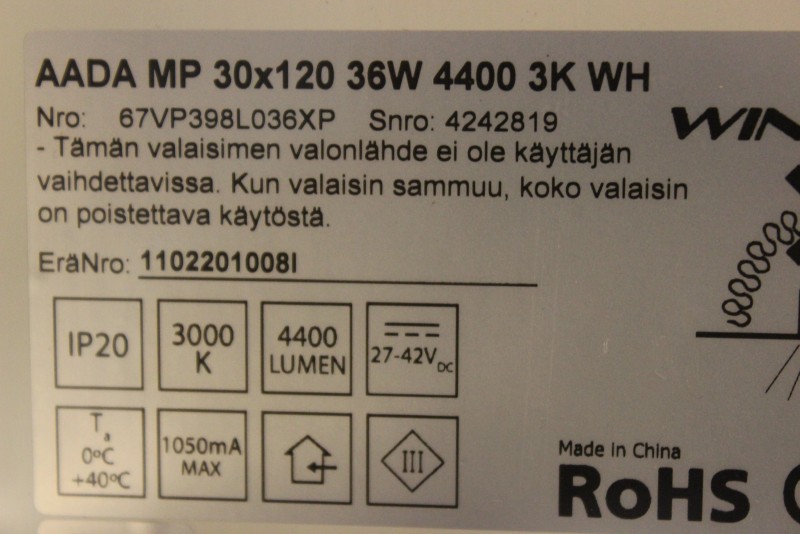 AADA MP 30x120 36W 4400 3K WH
Nro: 67VP398L036XP Snro: 4242819
- Tämän valaisimen valonlähde ei ole käyttäjän
vaihdettavissa. Kun valaisin sammuu, koko valaisin
on poistettava käytöstä.
EräNro: 1102201008I
IP20
3000
K
4400
LUMEN
27-42VDC
Ta
0°C
+40°C
1050mA
MAX
III
Made in China
RoHS